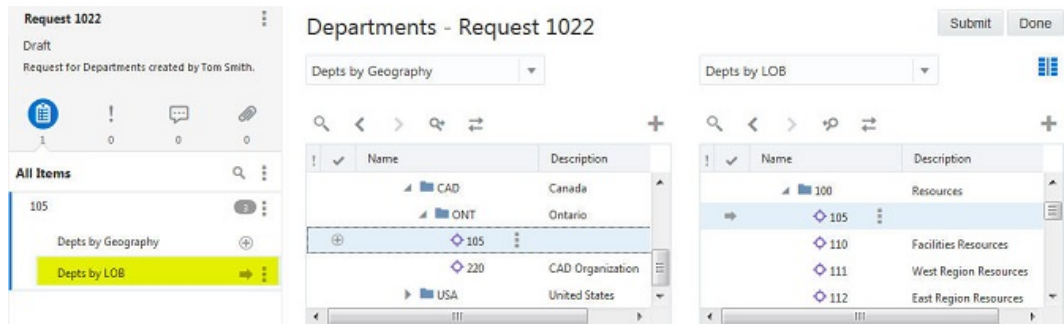 Request 1022
Draft
Request for Departments created by Tom Smith.
1 0 0 0
All Items
105 3
Depts by Geography
Depts by LOB
Departments - Request 1022
Submit Done
Depts by Geography
! Name Description
CAD Canada
ONT Ontario
105
220 CAD Organization
USA United States
Depts by LOB
! Name Description
100 Resources
105
110 Facilities Resources
111 West Region Resources
112 East Region Resources